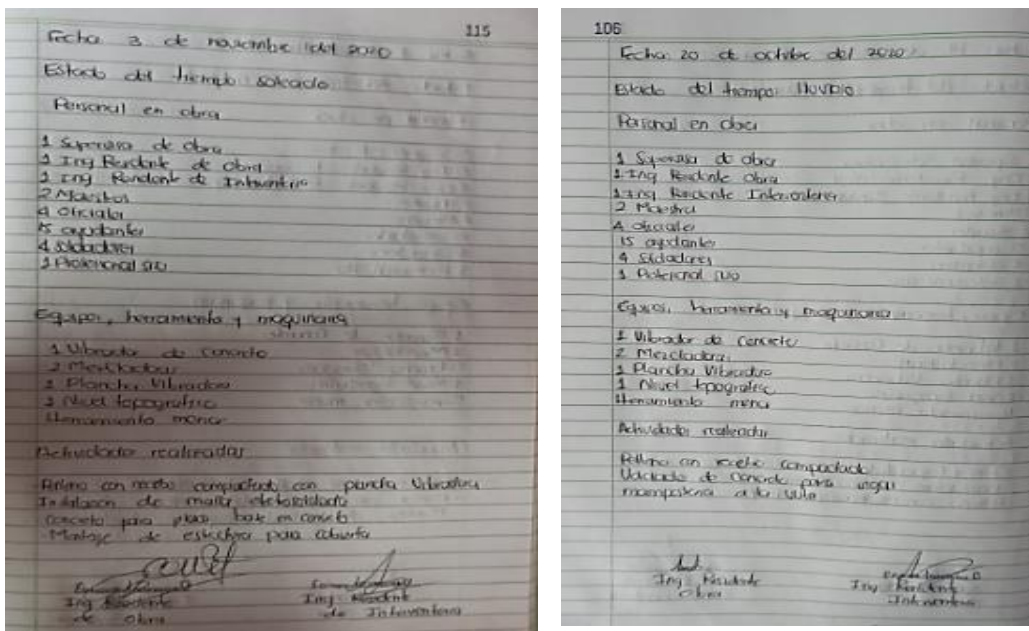 115
Fecha 3 de noviembre del 2020
Estado del tiempo soleado
Personal en obra
1 Supervisor de obra
1 Ing Residente de obra
1 Ing Residente de Interventoria
2 Maestros
4 Oficiales
15 ayudantes
4 soldadores
1 Profesional
Equipos, herramienta y maquinaria
1 Vibrador de concreto
2 Mezcladoras
1 Plancha Vibradora
1 Nivel topografico
Herramienta menor
Actividades realizadas
Relleno con recebo compactado con plancha Vibradora
Instalacion de malla electrosoldada
Concreto para placa base en concreto
Montaje de estructura para cubierta
Ing Residente
de Obra
Ing Residente
de Interventoria
106
Fecha 20 de octubre del 2020
Estado del tiempo: lluvioso
Personal en obra
1 Supervisor de obra
1 Ing Residente obra
1 Ing Residente Interventoria
2 Maestros
4 oficiales
15 ayudantes
4 Soldadores
1 Profesional
Equipos, herramienta y maquinaria
1 Vibrador de concreto
2 Mezcladoras
1 Plancha Vibradora
1 Nivel topografico
Herramienta menor
Actividades realizadas
Relleno con recebo compactado
Vaciado de concreto para vigas
mamposteria a la vista
Ing Residente
Obra
Ing Residente
Interventoria